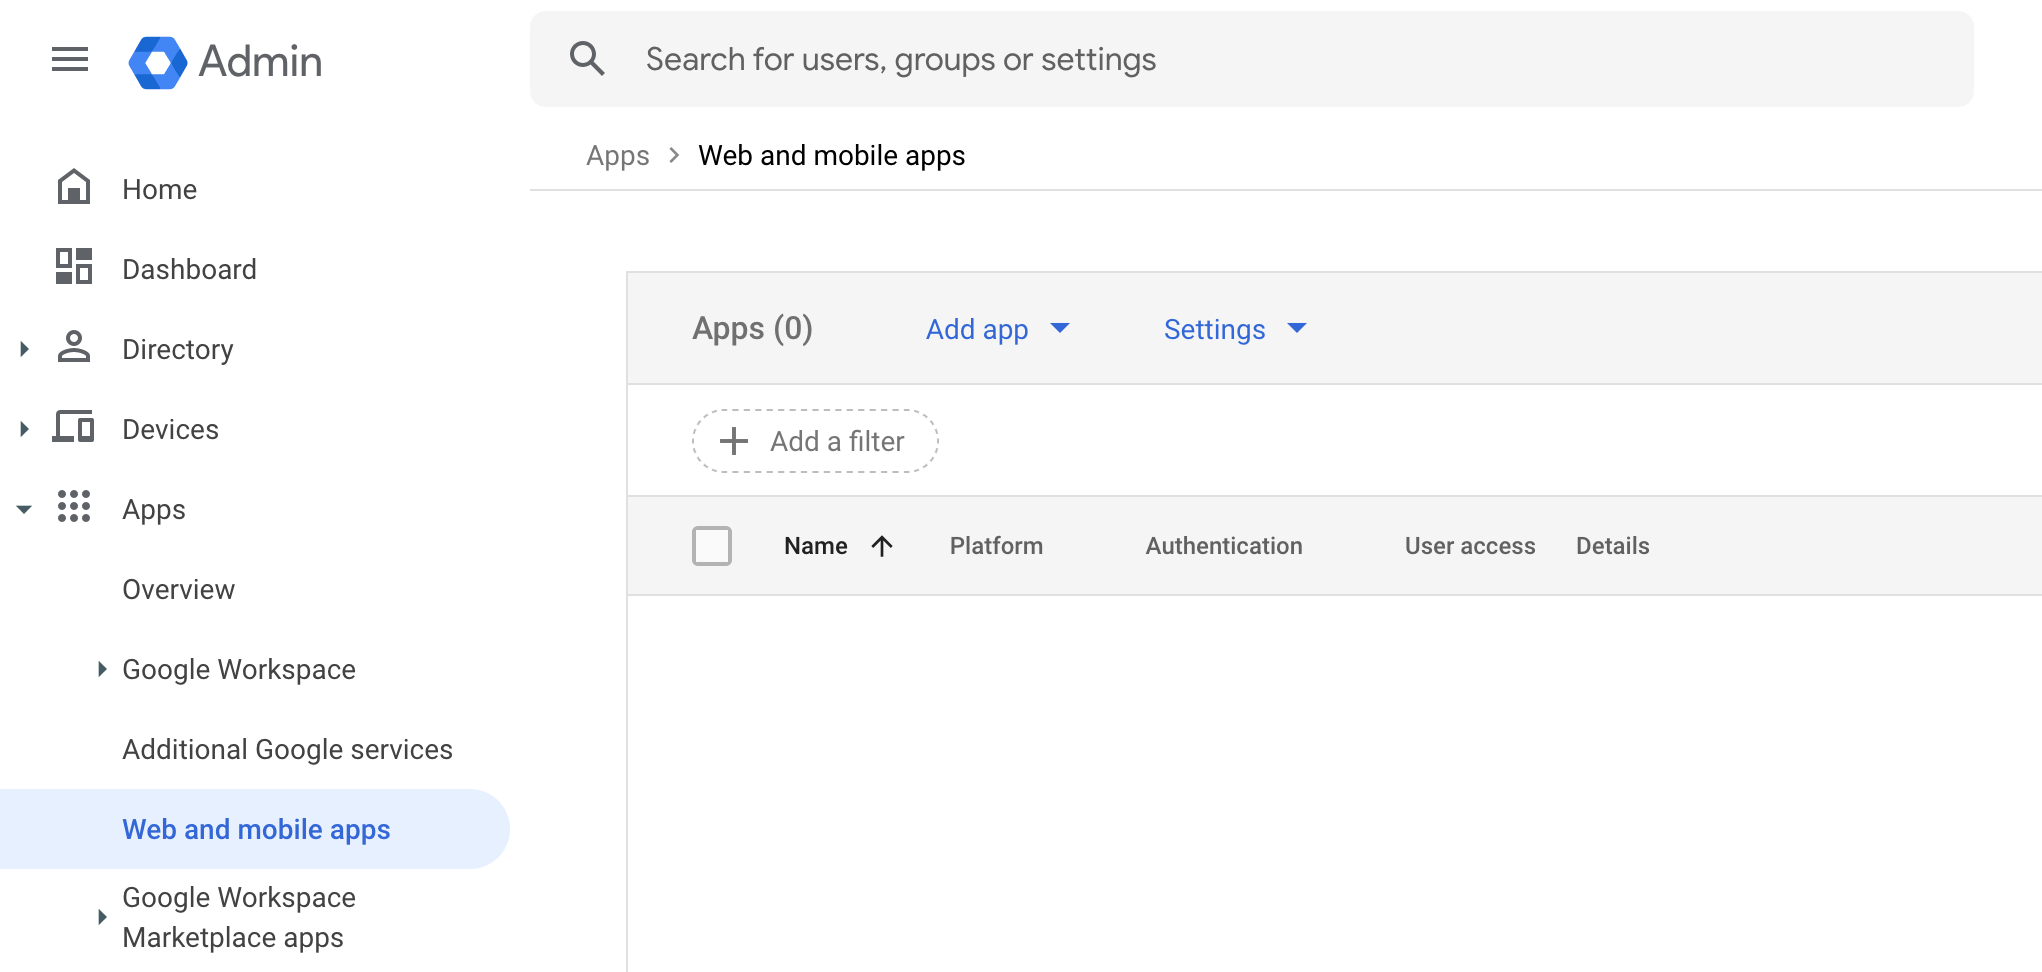 Admin
Search for users, groups or settings
Apps > Web and mobile apps
Home
Dashboard
Directory
Devices
Apps
Overview
Google Workspace
Additional Google services
Web and mobile apps
Google Workspace
Marketplace apps
Apps (0) Add app Settings
Add a filter
Name Platform Authentication User access Details